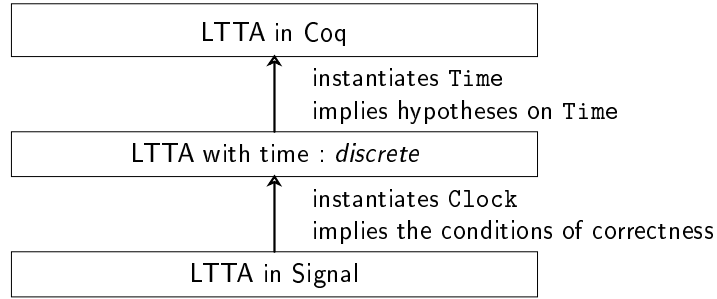 LTTA in Coq
instantiates Time
implies hypotheses on Time
LTTA with time : discrete
instantiates Clock
implies the conditions of correctness
LTTA in Signal